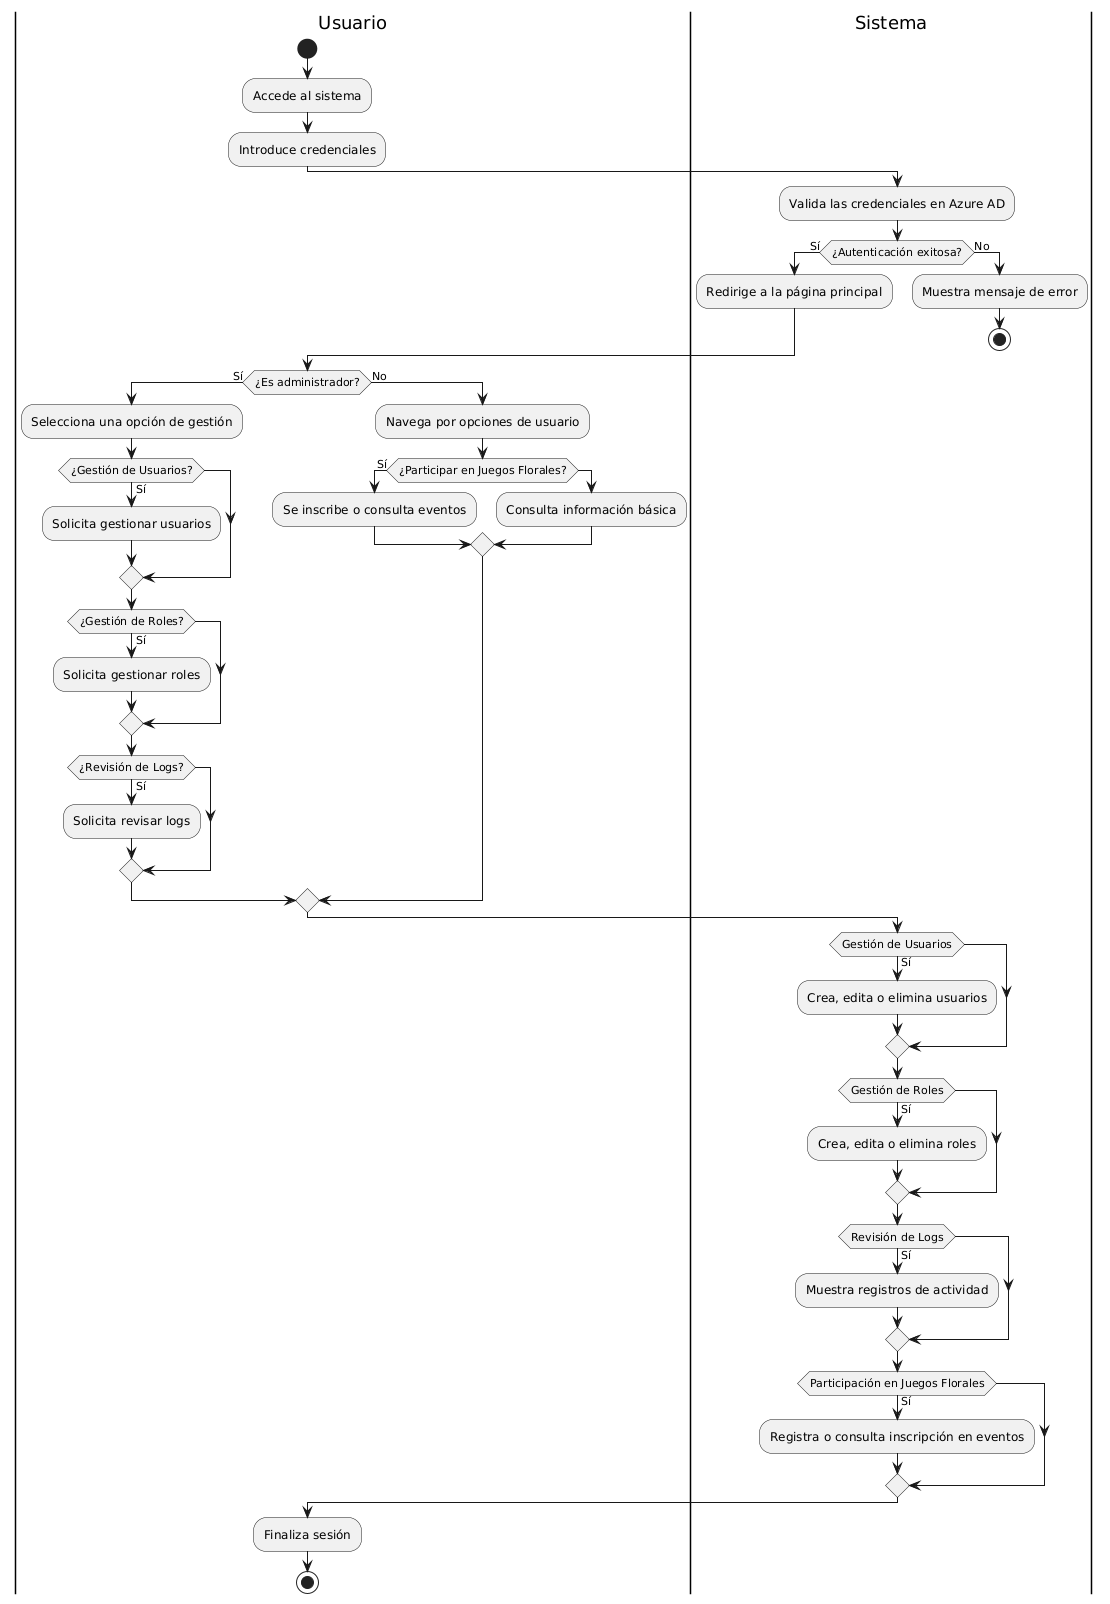 Usuario
Sistema
Accede al sistema
Introduce credenciales
Valida las credenciales en Azure AD
Sí
¿Autenticación exitosa?
No
Redirige a la página principal
Muestra mensaje de error
Sí
¿Es administrador?
No
Selecciona una opción de gestión
Navega por opciones de usuario
¿Gestión de Usuarios?
Sí
Sí
¿Participar en Juegos Florales?
Solicita gestionar usuarios
Se inscribe o consulta eventos
Consulta información básica
¿Gestión de Roles?
Sí
Solicita gestionar roles
¿Revisión de Logs?
Sí
Solicita revisar logs
Gestión de Usuarios
Sí
Crea, edita o elimina usuarios
Gestión de Roles
Sí
Crea, edita o elimina roles
Revisión de Logs
Sí
Muestra registros de actividad
Participación en Juegos Florales
Sí
Registra o consulta inscripción en eventos
Finaliza sesión